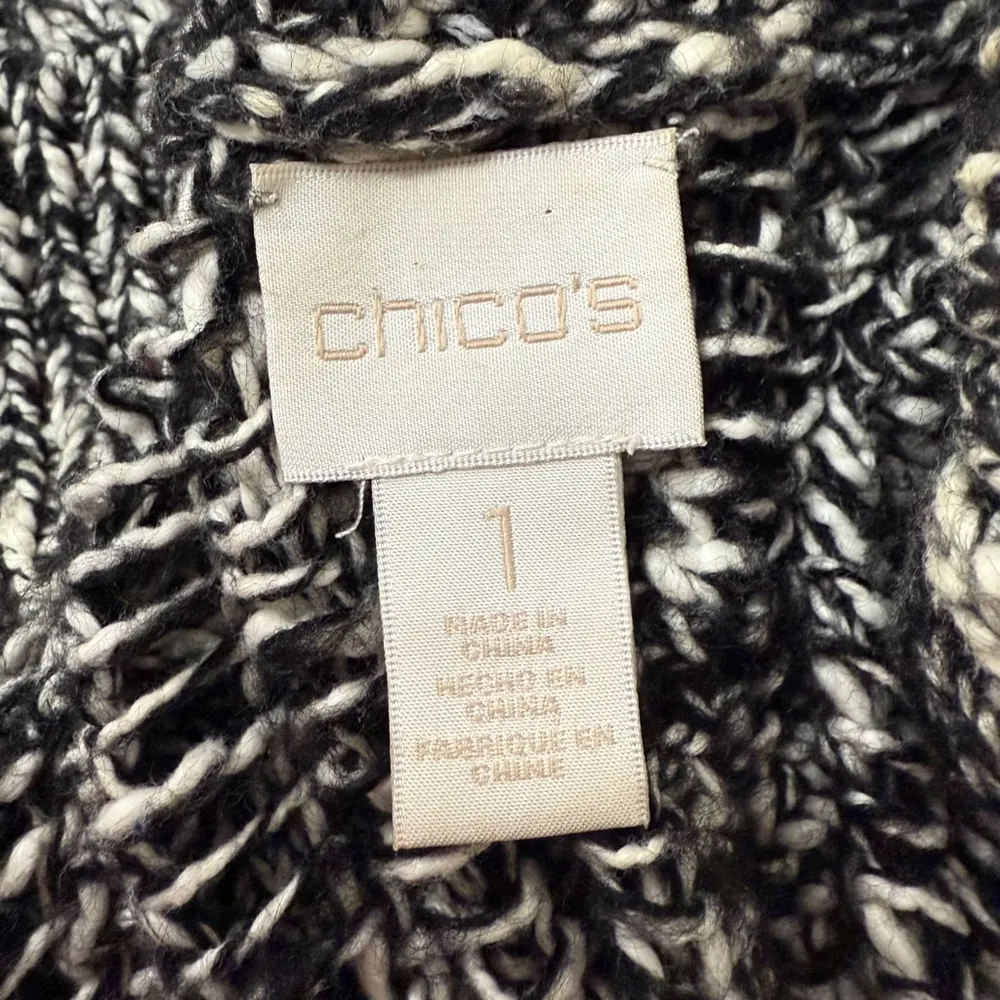 chico's
1
MADE IN
CHINA
HECHO EN
CHINA
FABRIQUE EN
CHINE